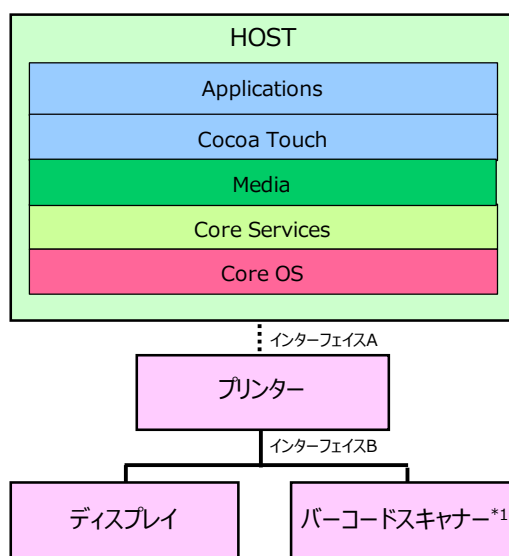 HOST
Applications
Cocoa Touch
Media
Core Services
Core OS
インターフェイスA
プリンター
インターフェイスB
ディスプレイ
バーコードスキャナー*1